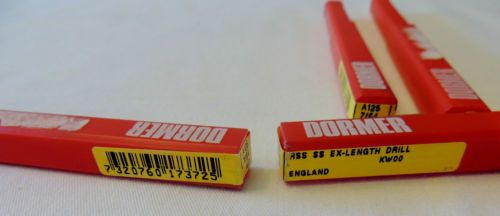 DORMER
7 320760 173725
DORMER
HSS SS EX-LENGTH DRILL
KW00
ENGLAND
DORMER
A125
DORMER